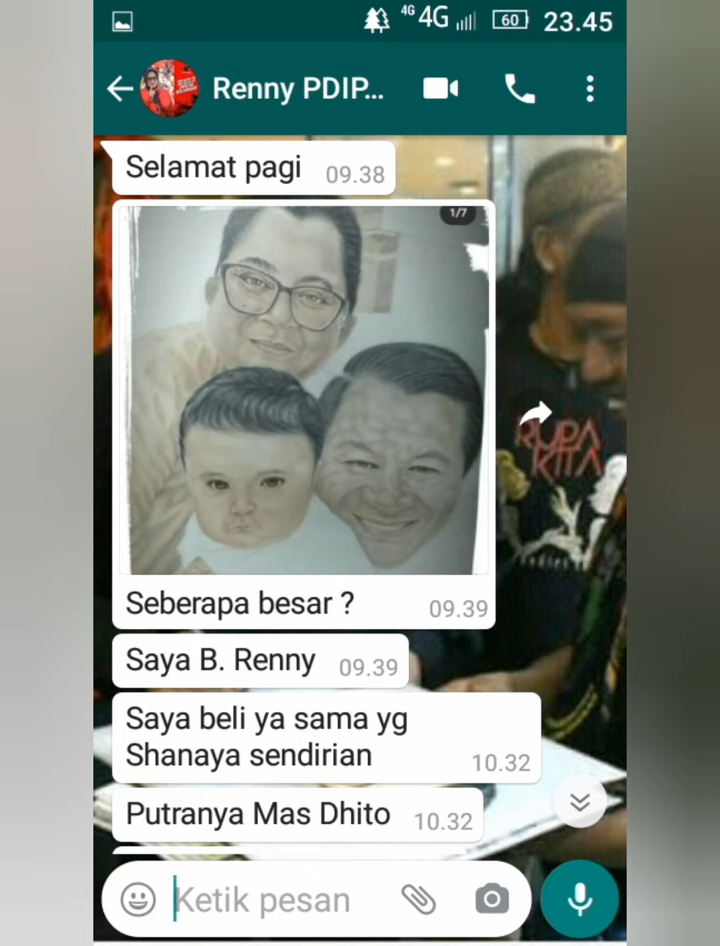 4G 4G 60 23.45
Renny PDIP...
Selamat pagi 09.38
1/7
Seberapa besar ? 09.39
Saya B. Renny 09.39
RUPA
KITA
Saya beli ya sama yg
Shanaya sendirian 10.32
Putranya Mas Dhito 10.32
Ketik pesan